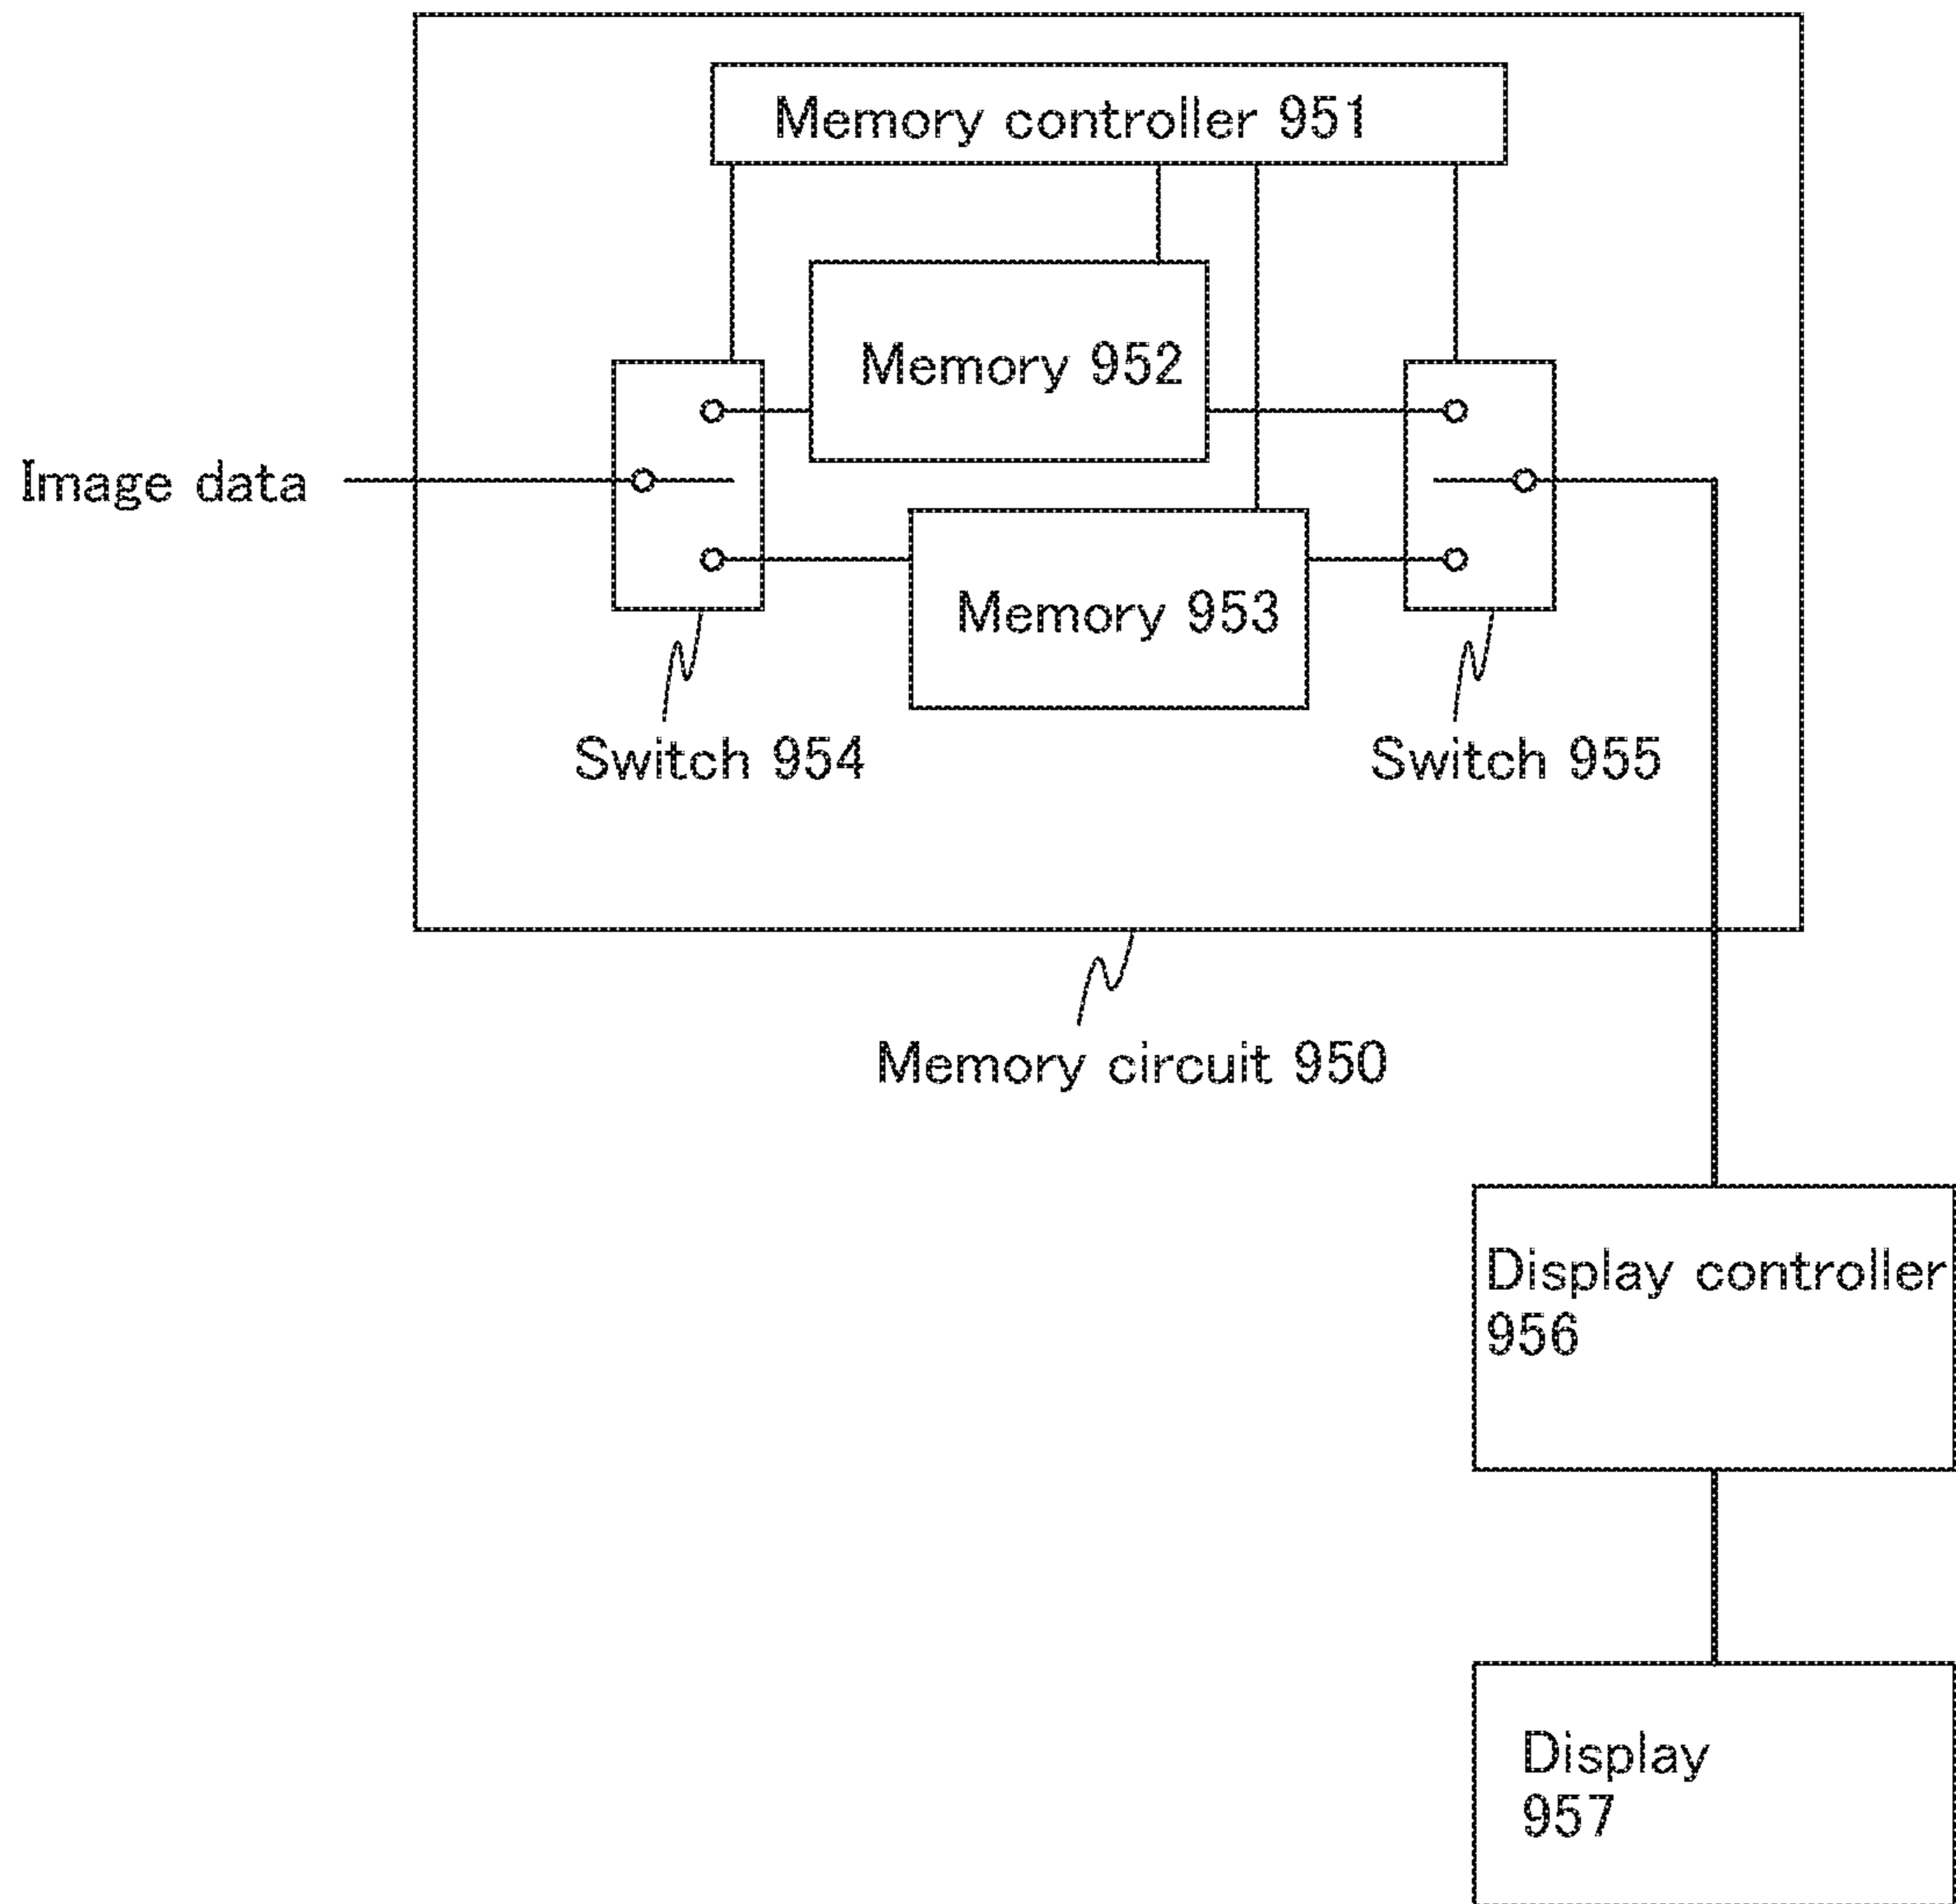 Memory controller 951
Memory 952
Image data
Memory 953
Switch 954
Switch 955
Memory circuit 950
Display controller
956
Display
957